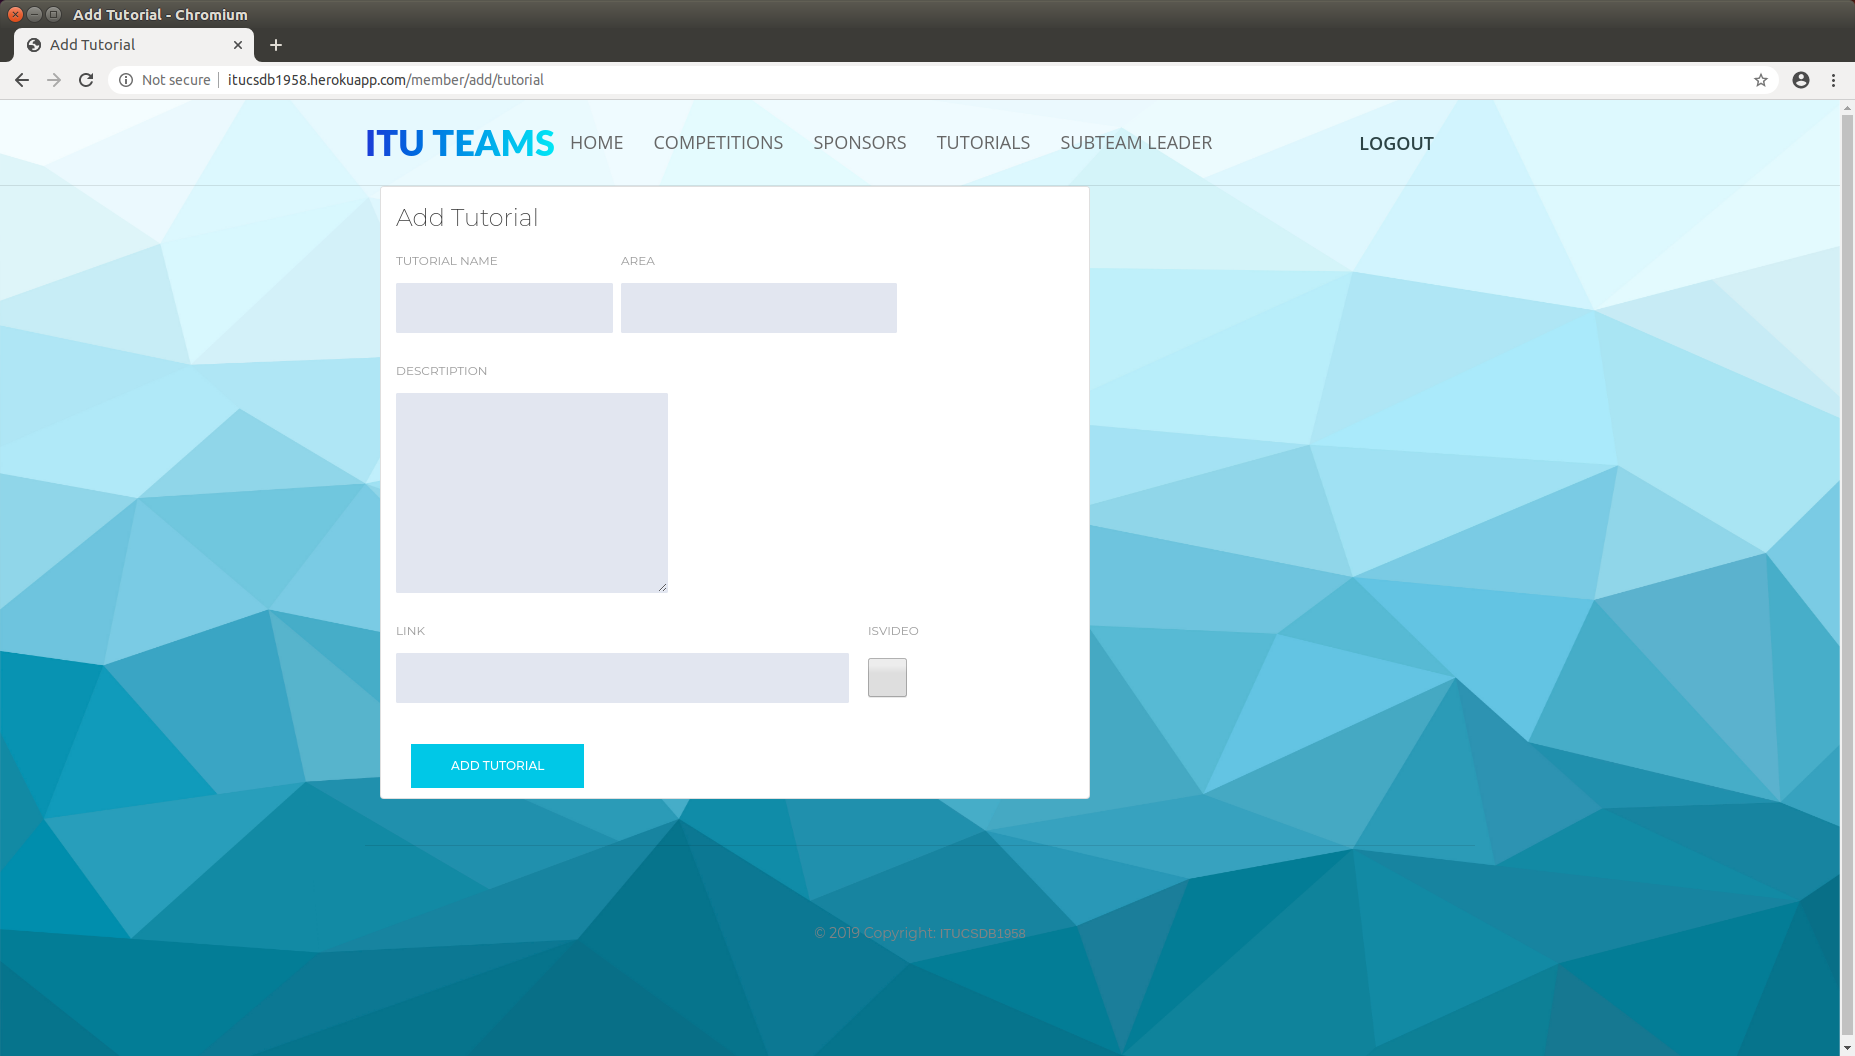 Add Tutorial - Chromium
Add Tutorial
Not secure | itucsdb1958.herokuapp.com/member/add/tutorial
ITU TEAMS HOME COMPETITIONS SPONSORS TUTORIALS SUBTEAM LEADER LOGOUT
Add Tutorial
TUTORIAL NAME AREA
DESCRTIPTION
LINK ISVIDEO
ADD TUTORIAL
© 2019 Copyright: ITUCSDB1958